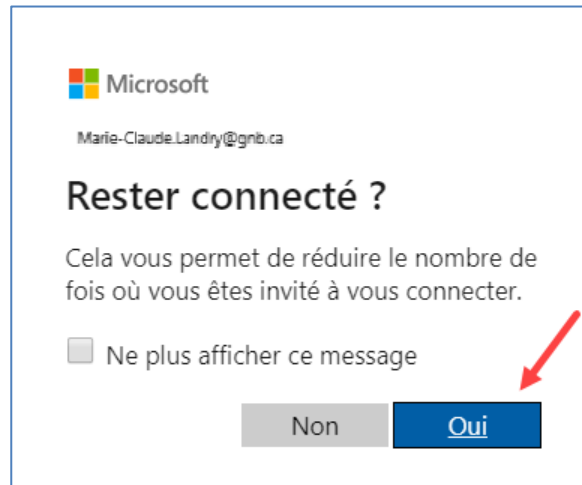 Microsoft
Marie-Claude.Landry@gnb.ca
Rester connecté ?
Cela vous permet de réduire le nombre de
fois où vous êtes invité à vous connecter.
Ne plus afficher ce message
Non
Oui